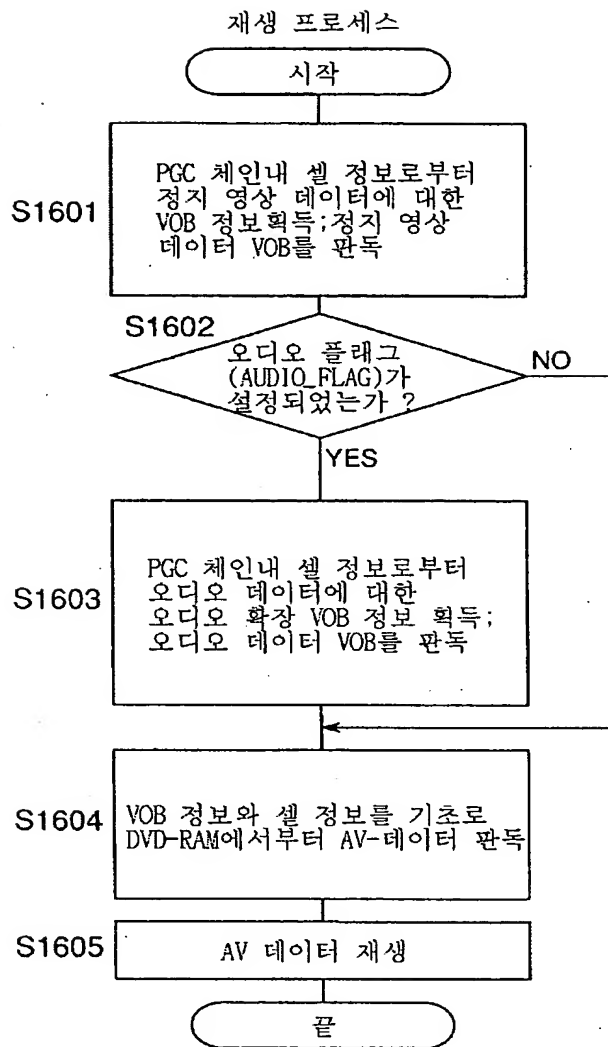 재생 프로세스
시작
S1601
PGC 체인내 셀 정보로부터
정지 영상 데이터에 대한
VOB 정보획득;정지 영상
데이터 VOB를 판독
S1602
오디오 플래그
(AUDIO_FLAG)가
설정되었는가 ?
NO
YES
S1603
PGC 체인내 셀 정보로부터
오디오 데이터에 대한
오디오 확장 VOB 정보 획득;
오디오 데이터 VOB를 판독
S1604
VOB 정보와 셀 정보를 기초로
DVD-RAM에서부터 AV-데이터 판독
S1605
AV 데이터 재생
끝